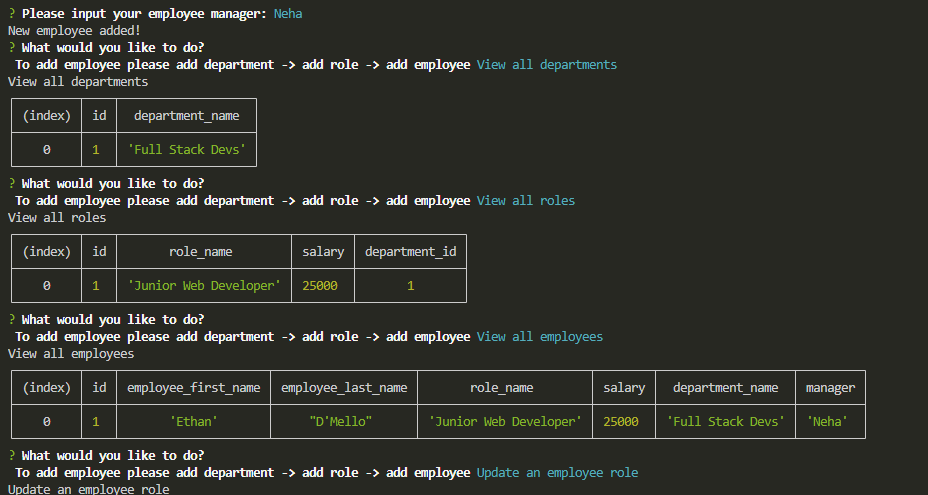 ? Please input your employee manager: Neha
New employee added!
? What would you like to do?
To add employee please add department -> add role -> add employee View all departments
View all departments
(index) id department_name
0 1 'Full Stack Devs'
? What would you like to do?
To add employee please add department -> add role -> add employee View all roles
View all roles
(index) id role_name salary department_id
0 1 'Junior Web Developer' 25000 1
? What would you like to do?
To add employee please add department -> add role -> add employee View all employees
View all employees
(index) id employee_first_name employee_last_name role_name salary department_name manager
0 1 'Ethan' "D'Mello" 'Junior Web Developer' 25000 'Full Stack Devs' 'Neha'
? What would you like to do?
To add employee please add department -> add role -> add employee Update an employee role
Update an employee role